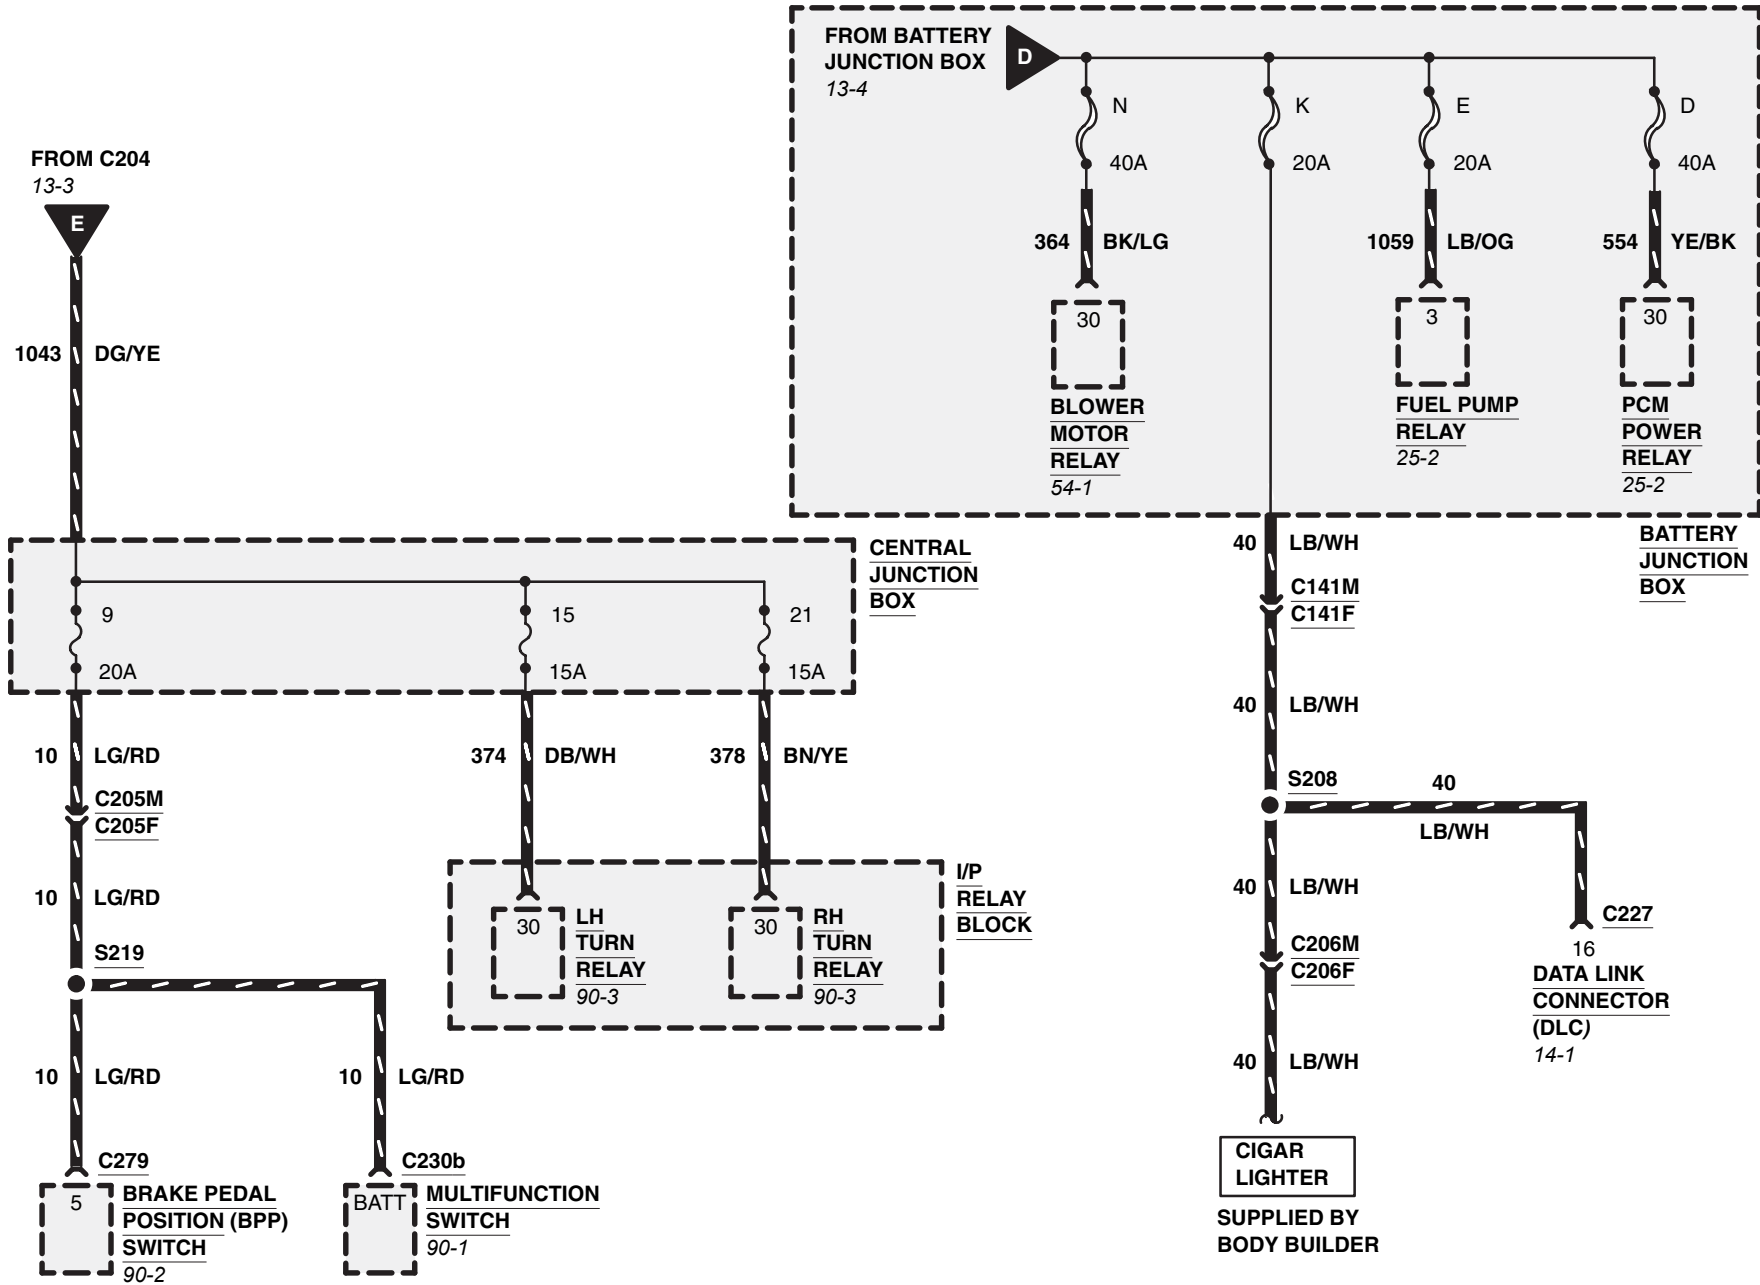 FROM BATTERY
JUNCTION BOX
13-4
D
N
K
E
D
40A
20A
20A
40A
364 BK/LG
1059 LB/OG
554 YE/BK
30
3
30
BLOWER
MOTOR
RELAY
54-1
FUEL PUMP
RELAY
25-2
PCM
POWER
RELAY
25-2
BATTERY
JUNCTION
BOX
FROM C204
13-3
E
1043 DG/YE
CENTRAL
JUNCTION
BOX
9
15
21
20A
15A
15A
10 LG/RD
374 DB/WH
378 BN/YE
C205M
C205F
10 LG/RD
S219
I/P
RELAY
BLOCK
30
LH
TURN
RELAY
90-3
30
RH
TURN
RELAY
90-3
10 LG/RD
10 LG/RD
C279
5
BRAKE PEDAL
POSITION (BPP)
SWITCH
90-2
C230b
BATT
MULTIFUNCTION
SWITCH
90-1
40 LB/WH
C141M
C141F
40 LB/WH
S208
40
LB/WH
40 LB/WH
C206M
C206F
C227
16
DATA LINK
CONNECTOR
(DLC)
14-1
40 LB/WH
CIGAR
LIGHTER
SUPPLIED BY
BODY BUILDER